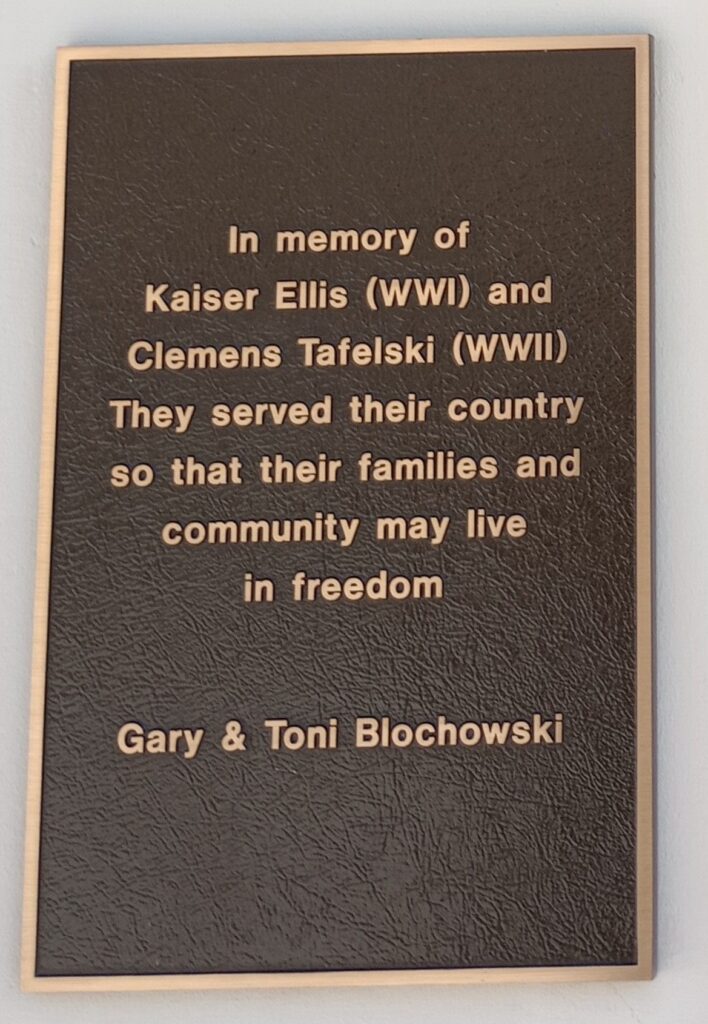 In memory of
Kaiser Ellis (WWI) and
Clemens Tafelski (WWII)
They served their country
so that their families and
community may live
in freedom
Gary & Toni Blochowski